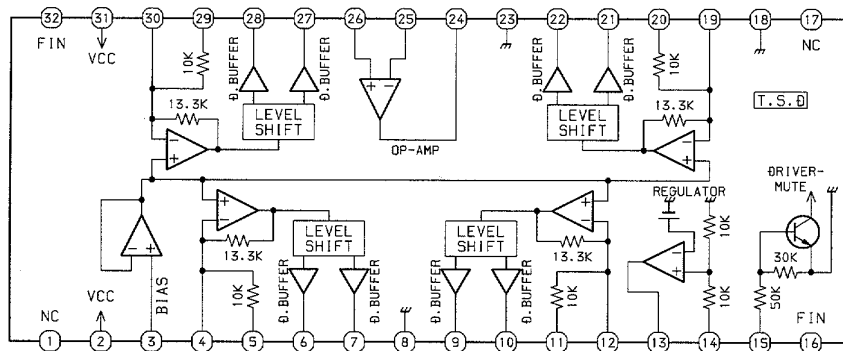 32 31 30 29 28 27 26 25 24 23 22 21 20 19 18 17
FIN
VCC
10K
Đ.BUFFER
Đ.BUFFER
+ -
Đ.BUFFER
Đ.BUFFER
10K
NC
13.3K
LEVEL
SHIFT
OP-AMP
LEVEL
SHIFT
13.3K
T.S.Đ
-
+
-
+
REGULATOR
ĐRIVER-
MUTE
+
-
LEVEL
SHIFT
LEVEL
SHIFT
+
-
10K
- +
13.3K
13.3K
-
+
30K
BIAS
10K
Đ.BUFFER
Đ.BUFFER
Đ.BUFFER
Đ.BUFFER
10K
10K
50K
NC
VCC
FIN
1 2 3 4 5 6 7 8 9 10 11 12 13 14 15 16